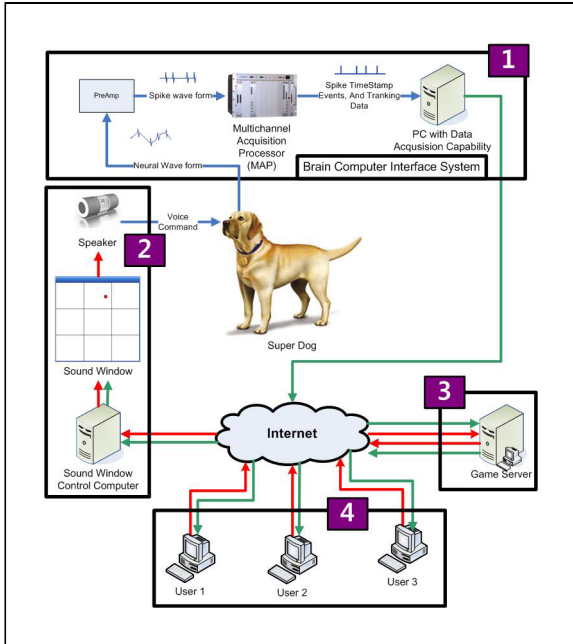 1
PreAmp
Spike wave form
Multichannel
Acquisition
Processor
(MAP)
Spike TimeStamp
Events, And Tranking
Data
PC with Data
Acqusision Capability
Neural Wave form
Brain Computer Interface System
2
Speaker
Voice
Command
Super Dog
Sound Window
Sound Window
Control Computer
Internet
3
Game Server
4
User 1
User 2
User 3